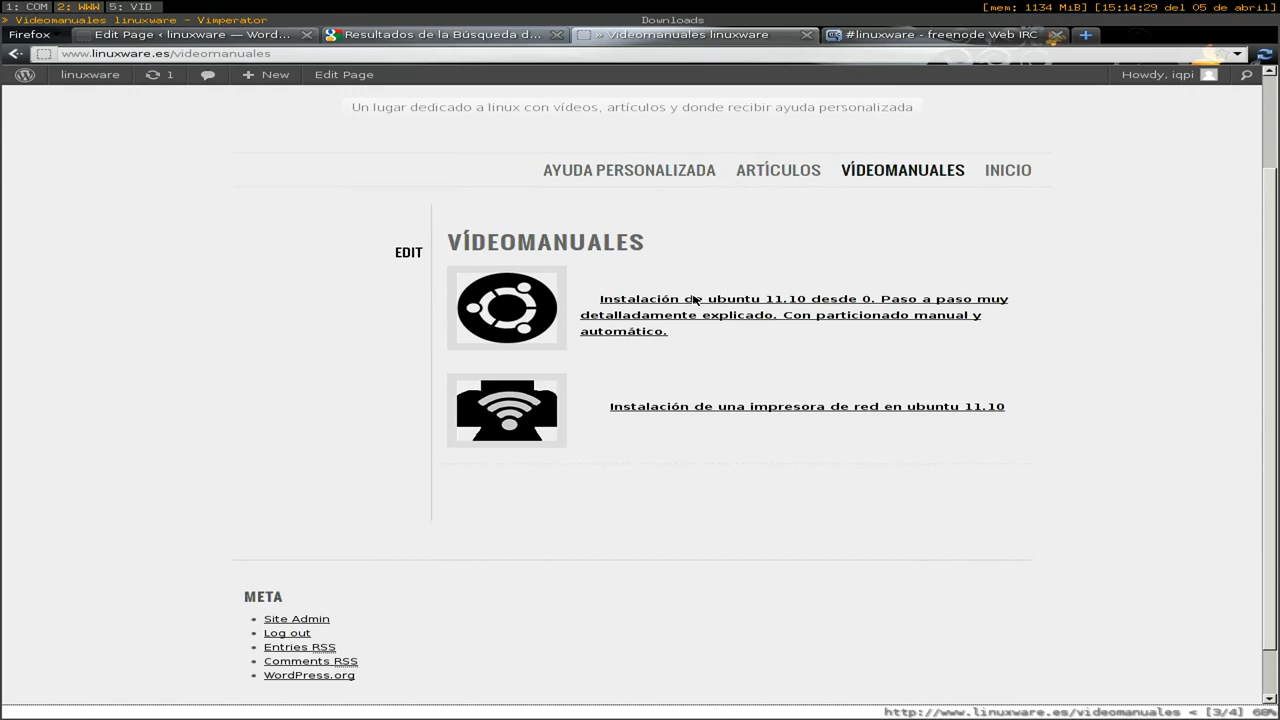 1: COM 2: WWW 5: VID [mem: 1134 MiB] [15:14:29 del 05 de abril]
> Vídeomanuales linuxware - Vimperator Downloads
Firefox Edit Page ‹ linuxware — Word... Resultados de la Búsqueda d... » Vídeomanuales linuxware #linuxware - freenode Web IRC
www.linuxware.es/videomanuales
linuxware 1 + New Edit Page Howdy, iqpi
Un lugar dedicado a linux con vídeos, artículos y donde recibir ayuda personalizada
AYUDA PERSONALIZADA ARTÍCULOS VÍDEOMANUALES INICIO
EDIT
VÍDEOMANUALES
Instalación de ubuntu 11.10 desde 0. Paso a paso muy
detalladamente explicado. Con particionado manual y
automático.
Instalación de una impresora de red en ubuntu 11.10
META
Site Admin
Log out
Entries RSS
Comments RSS
WordPress.org
http://www.linuxware.es/videomanuales < [3/4] 60%